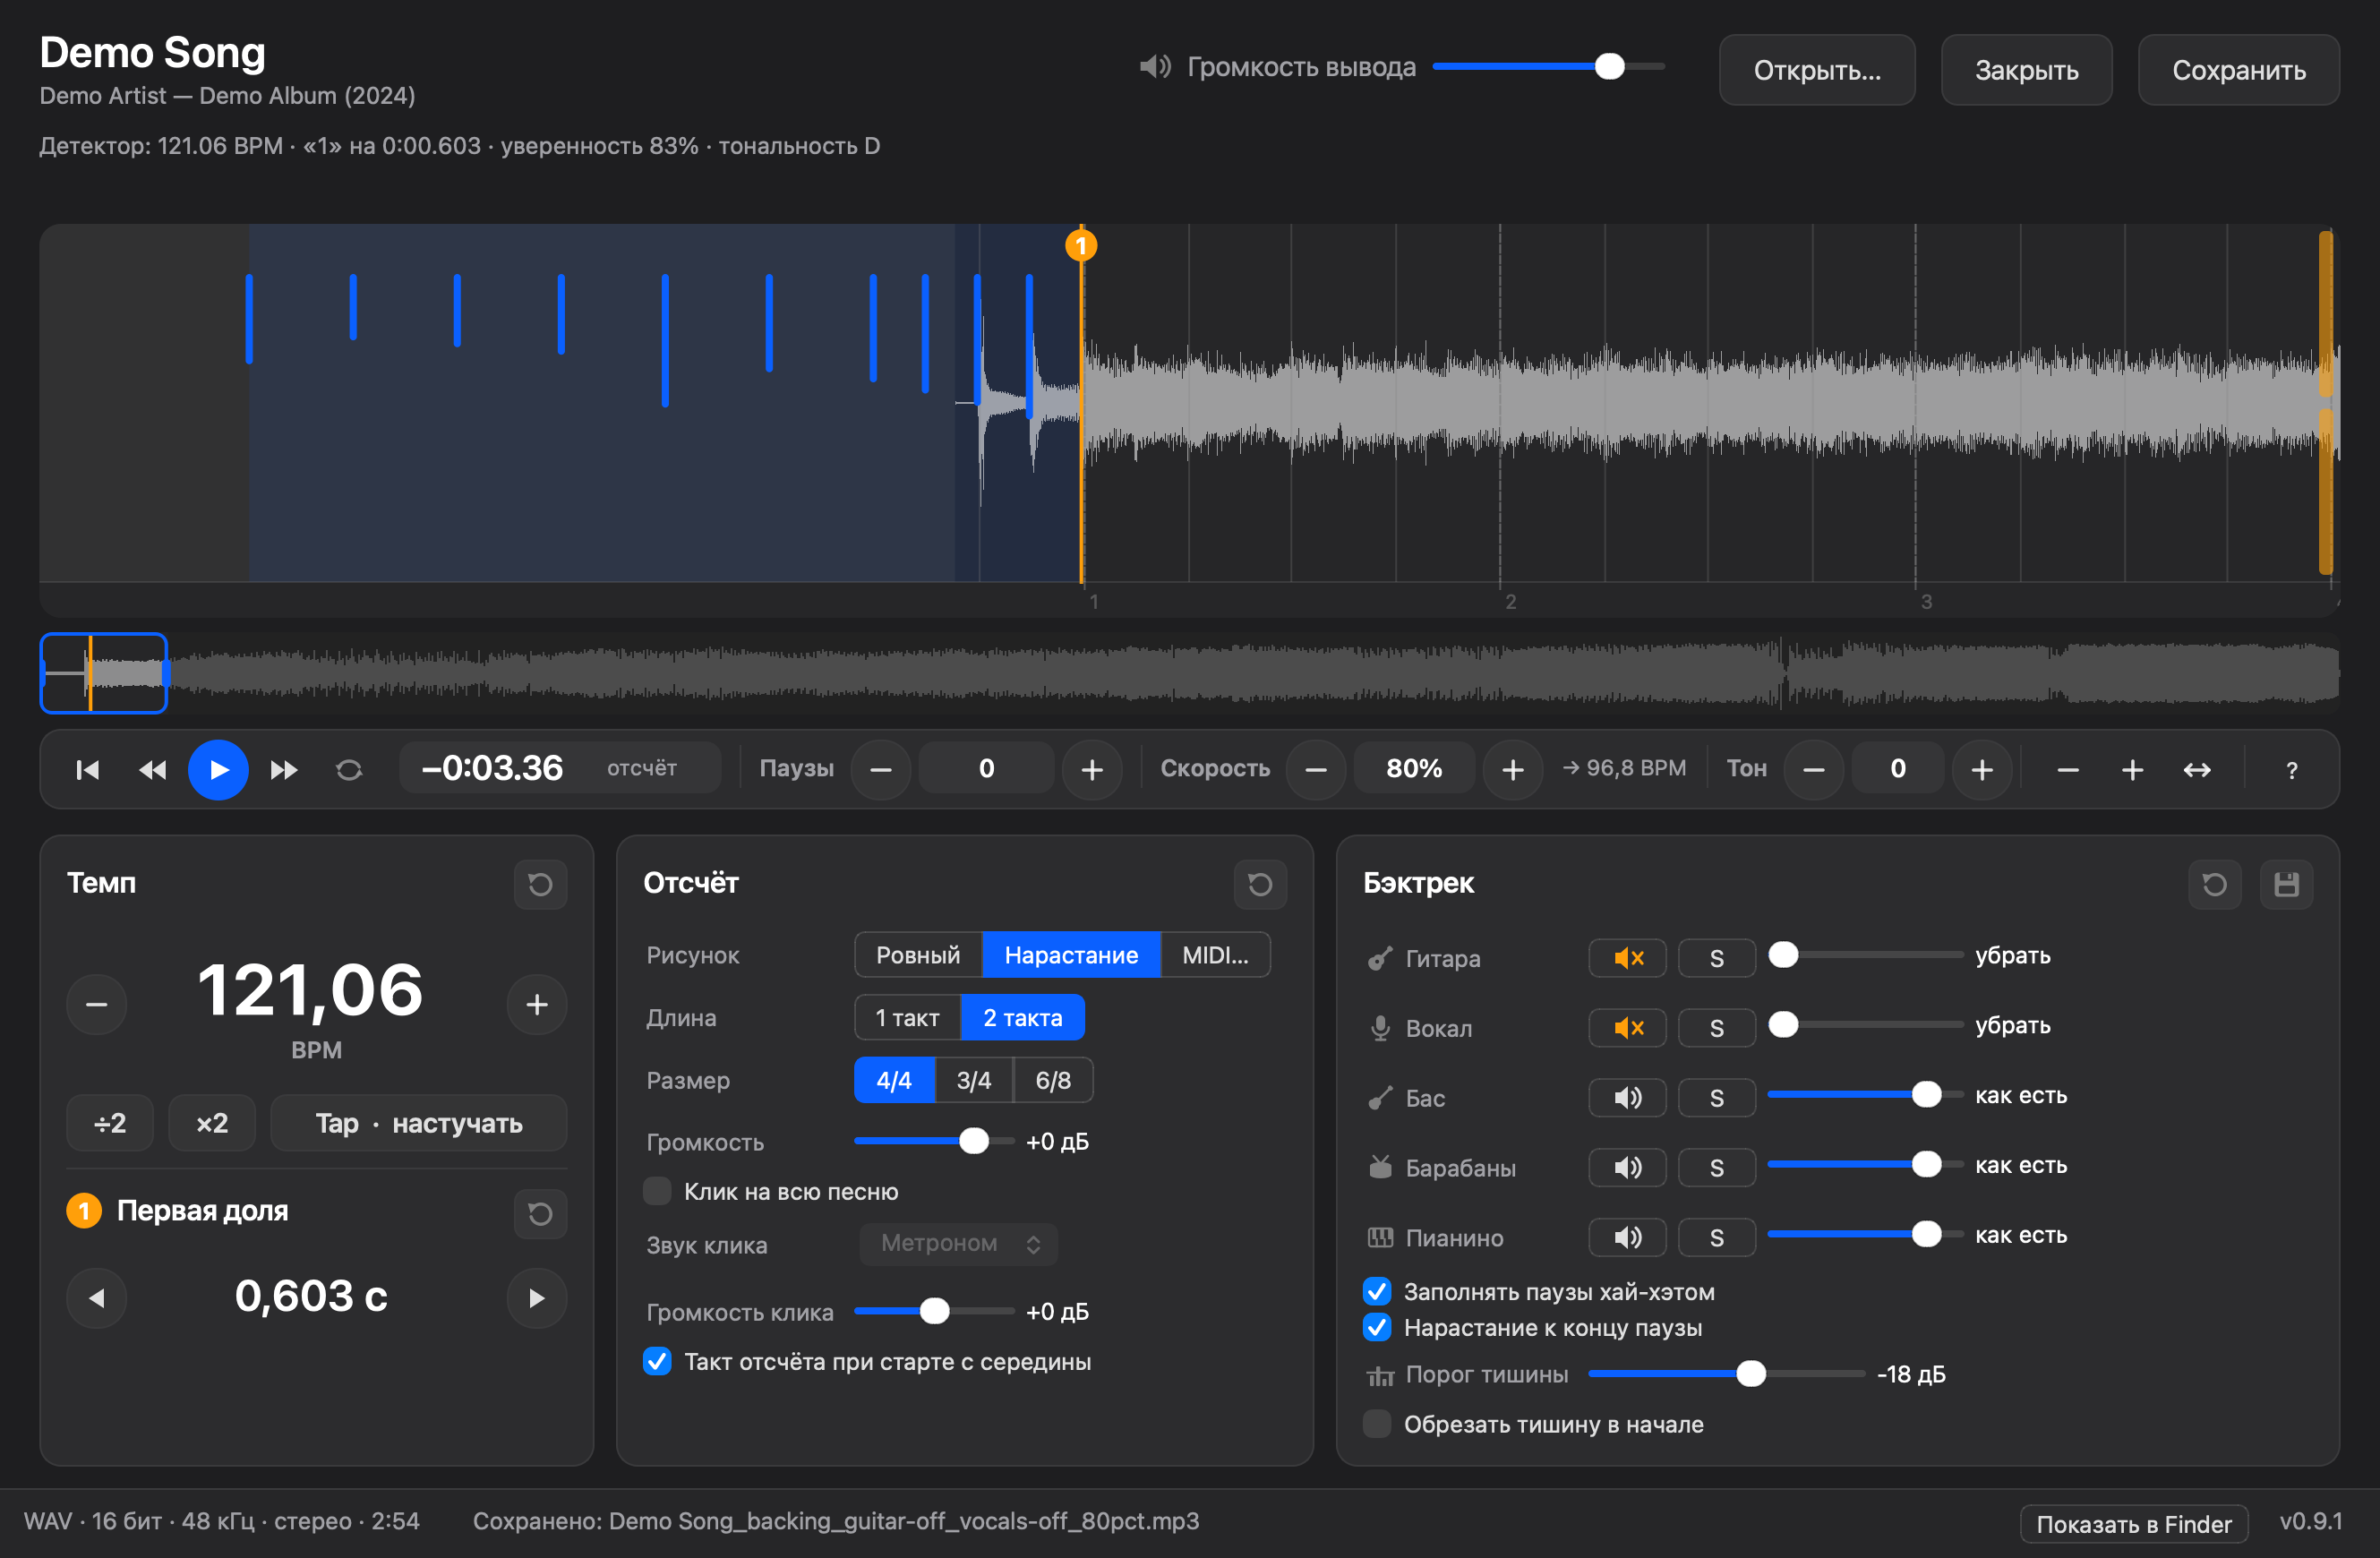 Demo Song
Demo Artist — Demo Album (2024)
Детектор: 121.06 BPM · «1» на 0:00.603 · уверенность 83% · тональность D
Громкость вывода
Открыть...
Закрыть
Сохранить
1
1
2
3
−0:03.36 отсчёт
Паузы − 0 +
Скорость − 80% + → 96,8 BPM
Тон − 0 +
− + ↔ ?
Темп
− 121,06 +
BPM
÷2 ×2 Tap · настучать
1 Первая доля
0,603 с
Отсчёт
Рисунок Ровный Нарастание MIDI...
Длина 1 такт 2 такта
Размер 4/4 3/4 6/8
Громкость +0 дБ
Клик на всю песню
Звук клика Метроном
Громкость клика +0 дБ
Такт отсчёта при старте с середины
Бэктрек
Гитара S убрать
Вокал S убрать
Бас S как есть
Барабаны S как есть
Пианино S как есть
Заполнять паузы хай-хэтом
Нарастание к концу паузы
Порог тишины -18 дБ
Обрезать тишину в начале
WAV · 16 бит · 48 кГц · стерео · 2:54
Сохранено: Demo Song_backing_guitar-off_vocals-off_80pct.mp3
Показать в Finder
v0.9.1